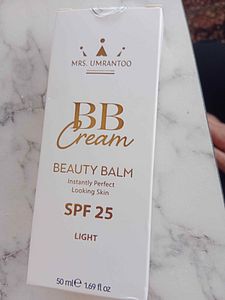 MRS. UMRANTOO
BB
Cream
BEAUTY BALM
Instantly Perfect
Looking Skin
SPF 25
LIGHT
50 ml ℮ 1.69 fl oz